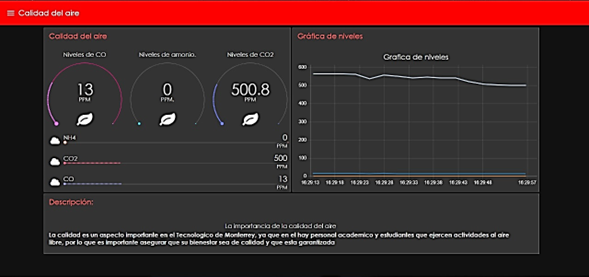 Calidad del aire
Calidad del aire
Niveles de CO
Niveles de amonio.
Niveles de CO2
13
PPM
0
PPM.
500.8
PPM
NH4
0
PPM
CO2
500
PPM
CO
13
PPM
Gráfica de niveles
Grafica de niveles
600
500
400
300
200
100
0
16:29:13
16:29:18
16:29:23
16:29:28
16:29:33
16:29:38
16:29:43
16:29:48
16:29:57
Descripción:
La importancia de la calidad del aire
La calidad es un aspecto importante en el Tecnologico de Monterrey, ya que en el hay personal academico y estudiantes que ejercen actividades al aire
libre, por lo que es importante asegurar que su bienestar sea de calidad y que esta garantizada